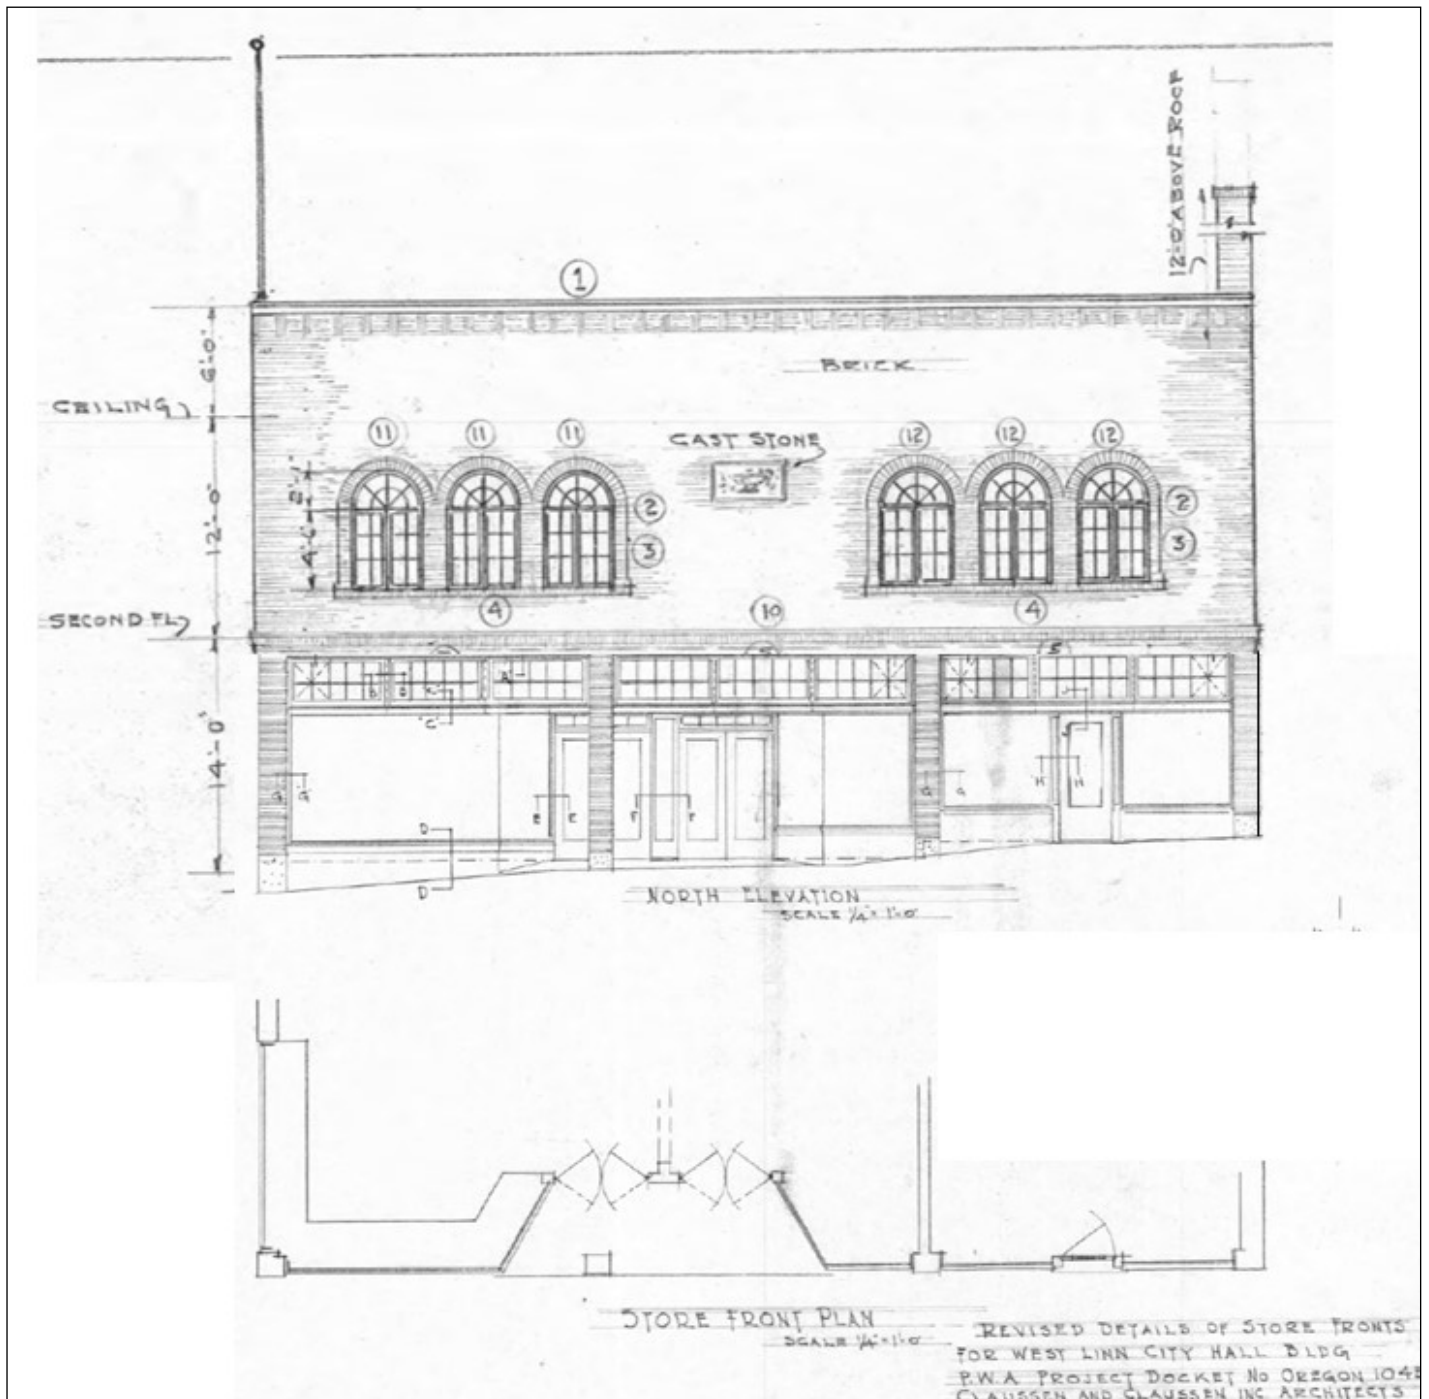 12'-0" ABOVE ROOF
1
6'-0"
BRICK
CEILING
11 11 11
CAST STONE
12 12 12
2'-1"
2
2
12'-0"
4'-6"
3
3
4
10
4
SECOND FL
5
14'-0"
'C'
H H
E E
F F
D
D
NORTH ELEVATION
SCALE 1/4" = 1'-0"
STORE FRONT PLAN
SCALE 1/4" = 1'-0"
REVISED DETAILS OF STORE FRONTS
FOR WEST LINN CITY HALL BLDG
P.W.A. PROJECT DOCKET NO OREGON 104
CLAUSSEN AND CLAUSSEN INC ARCHITECTS